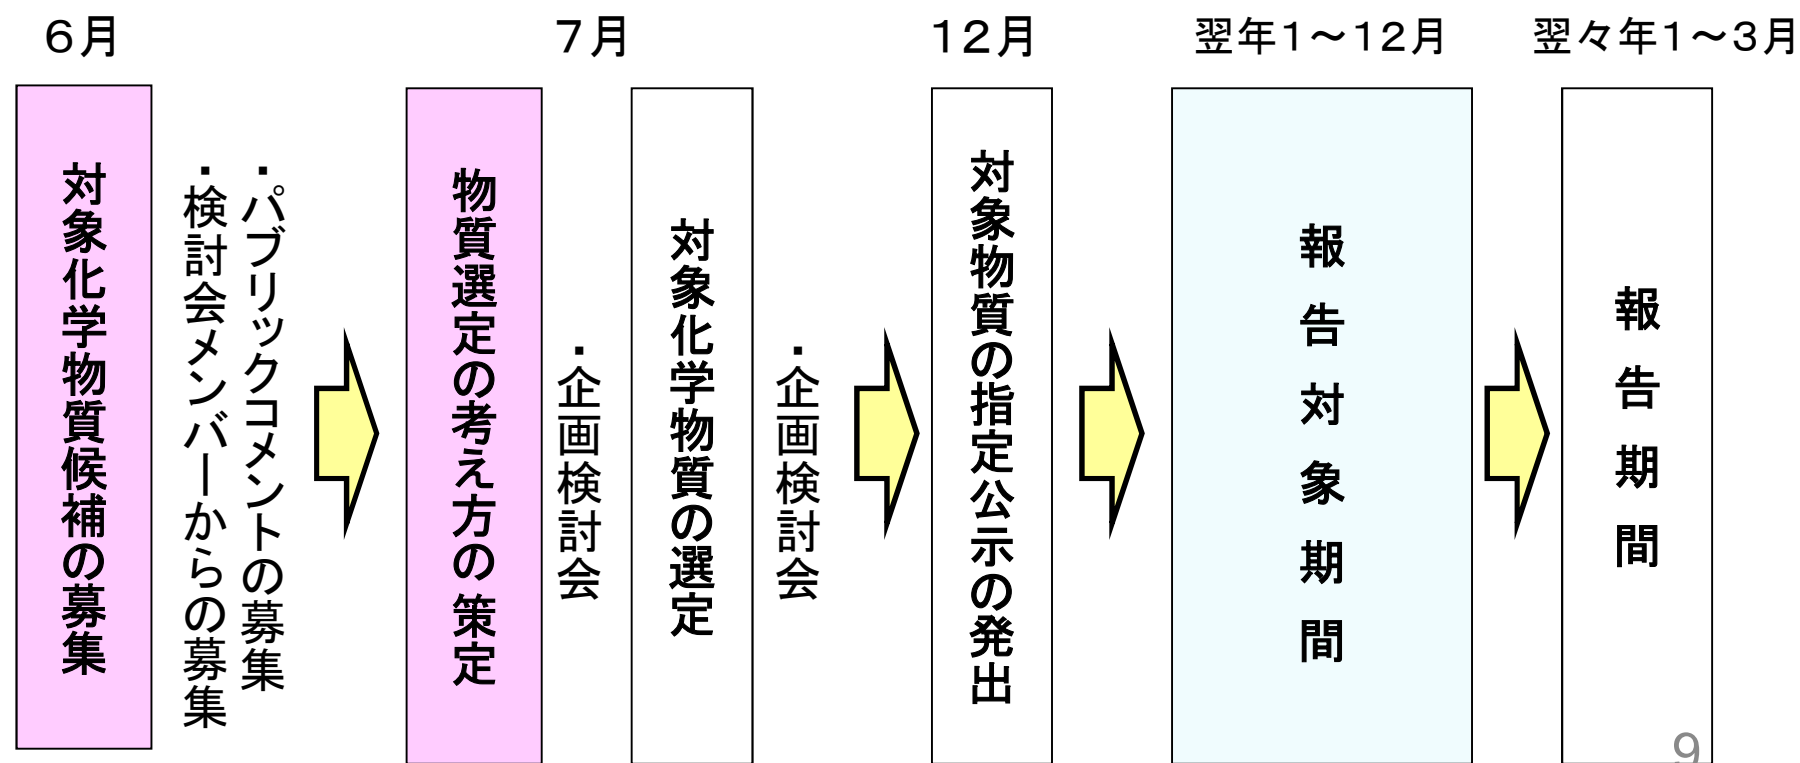 6月
7月
12月
翌年1～12月
翌々年1～3月
対象化学物質候補の募集
・パブリックコメントの募集
・検討会メンバーからの募集
物質選定の考え方の策定
・企画検討会
対象化学物質の選定
・企画検討会
対象物質の指定公示の発出
報告対象期間
報告期間
9